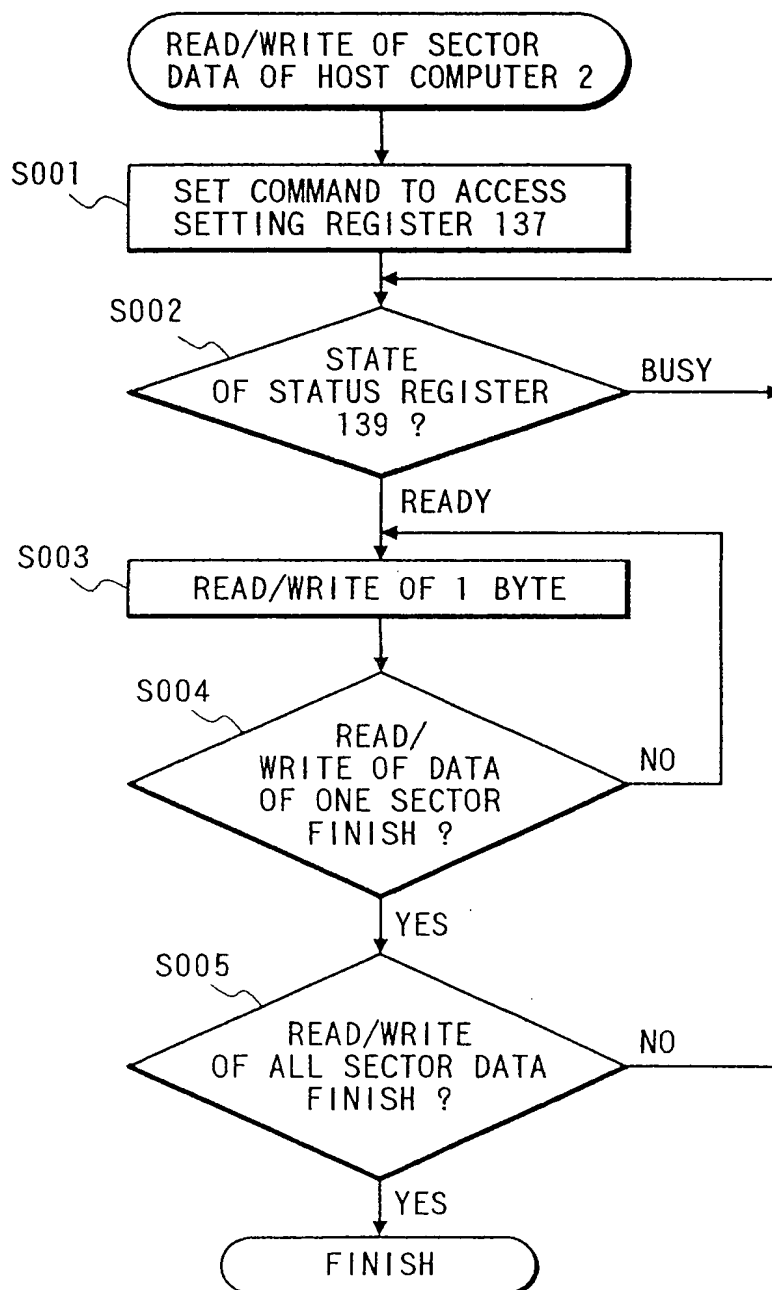 READ/WRITE OF SECTOR
DATA OF HOST COMPUTER 2
S001
SET COMMAND TO ACCESS
SETTING REGISTER 137
S002
STATE
OF STATUS REGISTER
139 ?
BUSY
READY
S003
READ/WRITE OF 1 BYTE
S004
READ/
WRITE OF DATA
OF ONE SECTOR
FINISH ?
NO
YES
S005
READ/WRITE
OF ALL SECTOR DATA
FINISH ?
NO
YES
FINISH